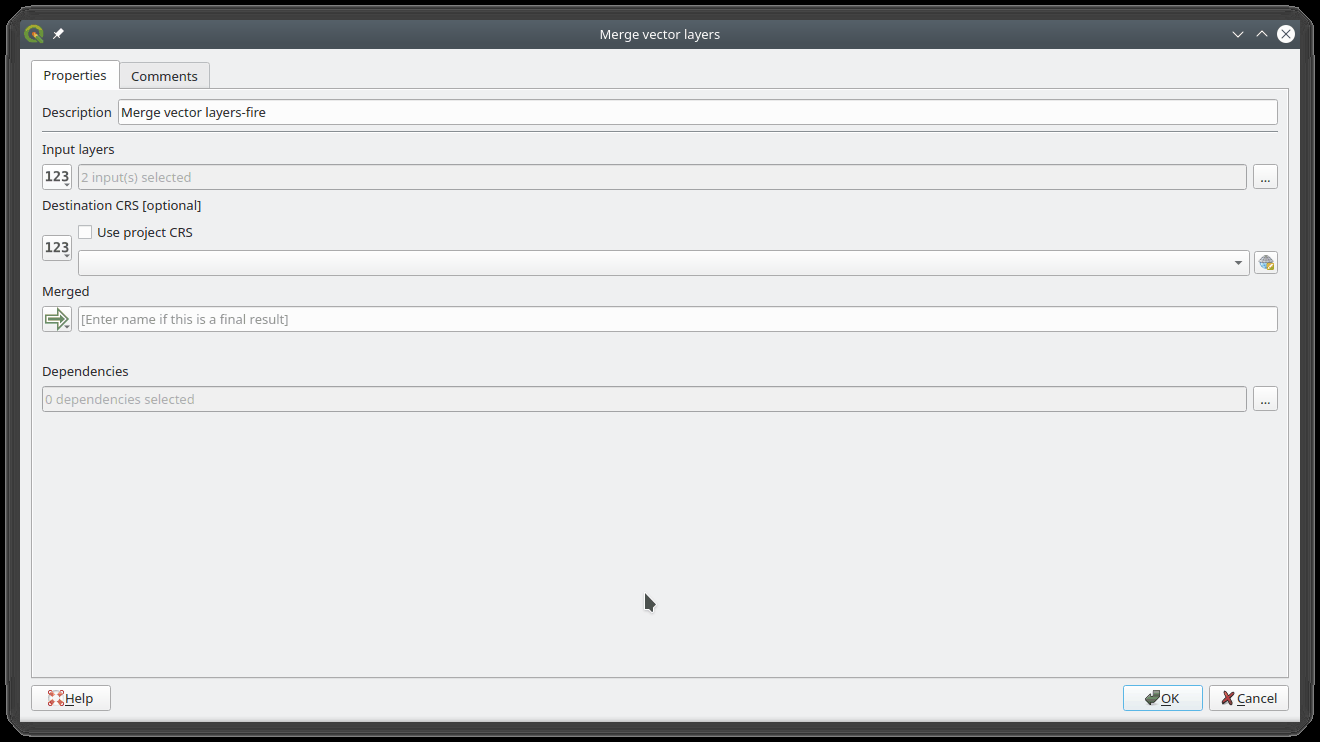 Merge vector layers
Properties
Comments
Description
Merge vector layers-fire
Input layers
123
2 input(s) selected
...
Destination CRS [optional]
Use project CRS
123
Merged
[Enter name if this is a final result]
Dependencies
0 dependencies selected
...
Help
OK
Cancel